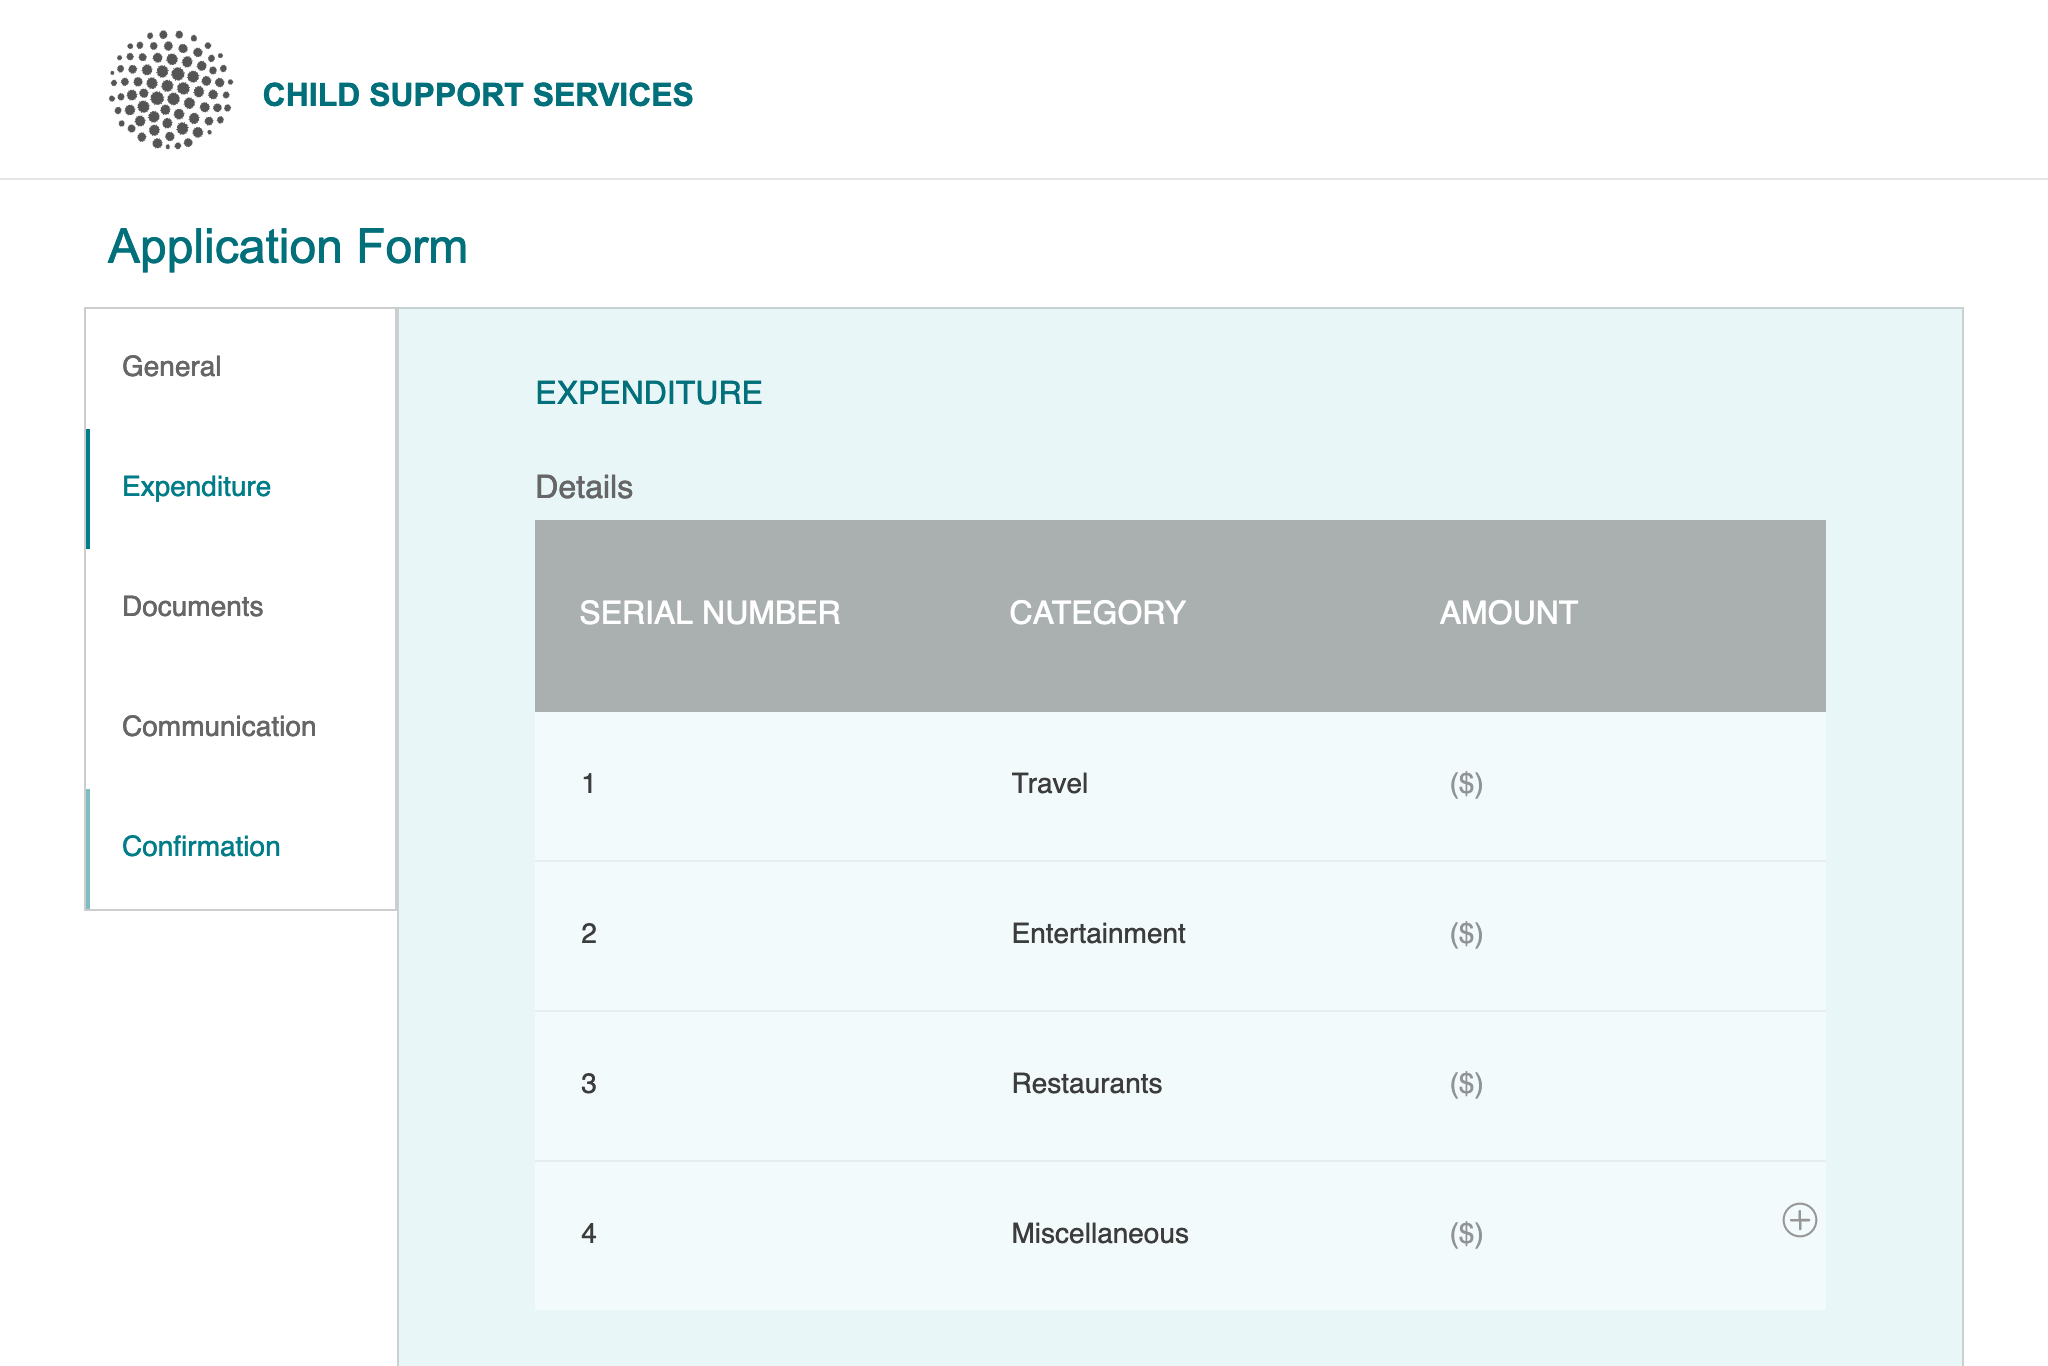 CHILD SUPPORT SERVICES
Application Form
General
Expenditure
Documents
Communication
Confirmation
EXPENDITURE
Details
SERIAL NUMBER CATEGORY AMOUNT
1 Travel ($)
2 Entertainment ($)
3 Restaurants ($)
4 Miscellaneous ($)